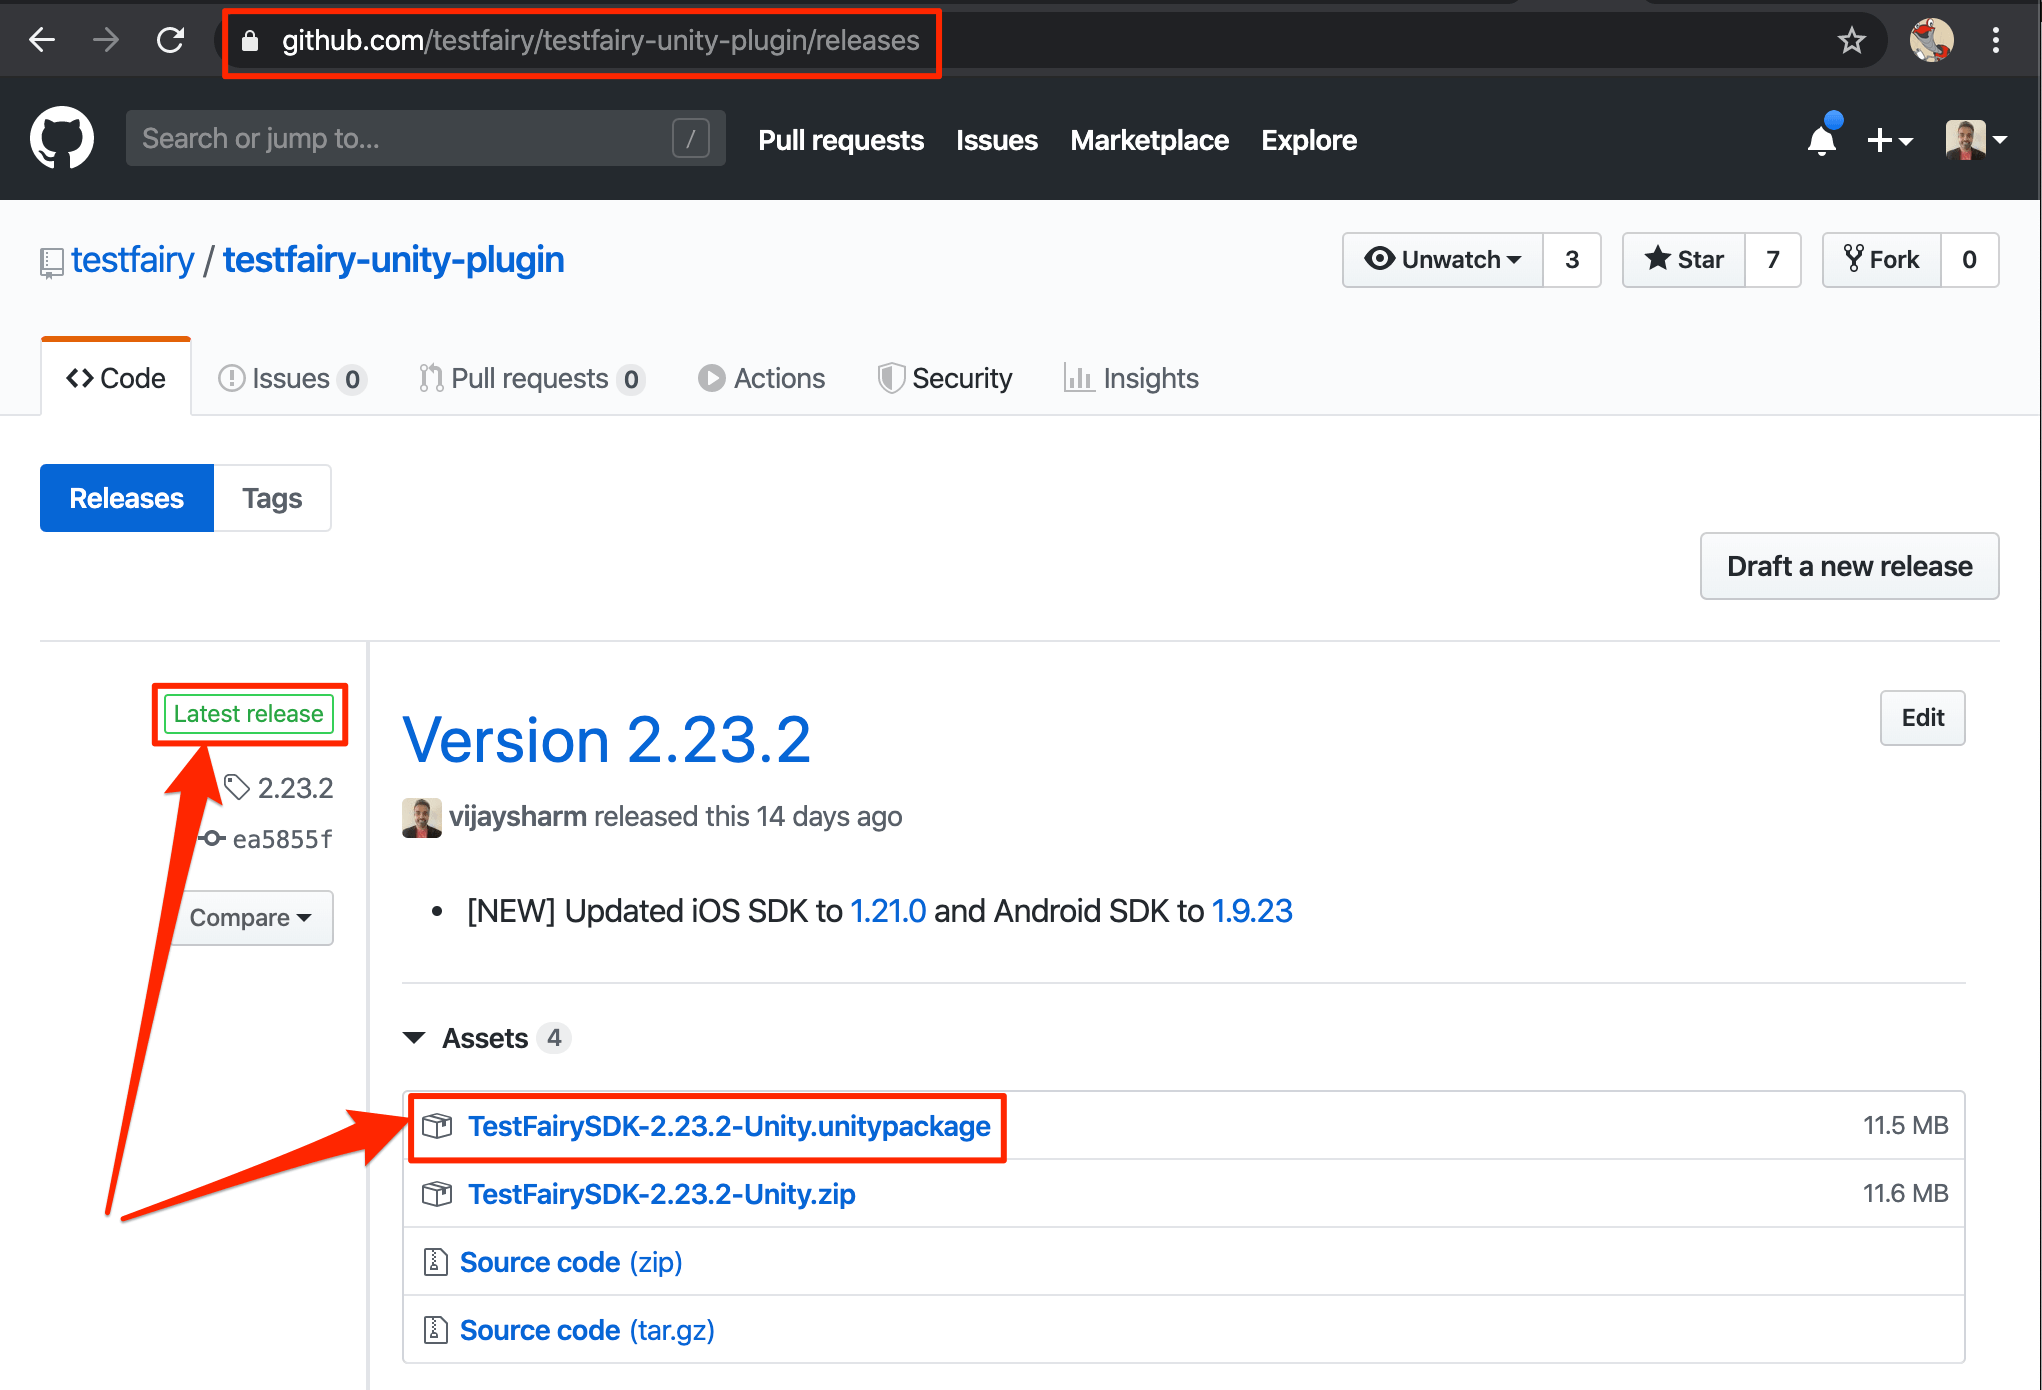 github.com/testfairy/testfairy-unity-plugin/releases
Search or jump to... / Pull requests Issues Marketplace Explore
testfairy / testfairy-unity-plugin Unwatch 3 Star 7 Fork 0
Code Issues 0 Pull requests 0 Actions Security Insights
Releases Tags
Draft a new release
Latest release
2.23.2
ea5855f
Compare
Version 2.23.2 Edit
vijaysharm released this 14 days ago
• [NEW] Updated iOS SDK to 1.21.0 and Android SDK to 1.9.23
Assets 4
TestFairySDK-2.23.2-Unity.unitypackage 11.5 MB
TestFairySDK-2.23.2-Unity.zip 11.6 MB
Source code (zip)
Source code (tar.gz)